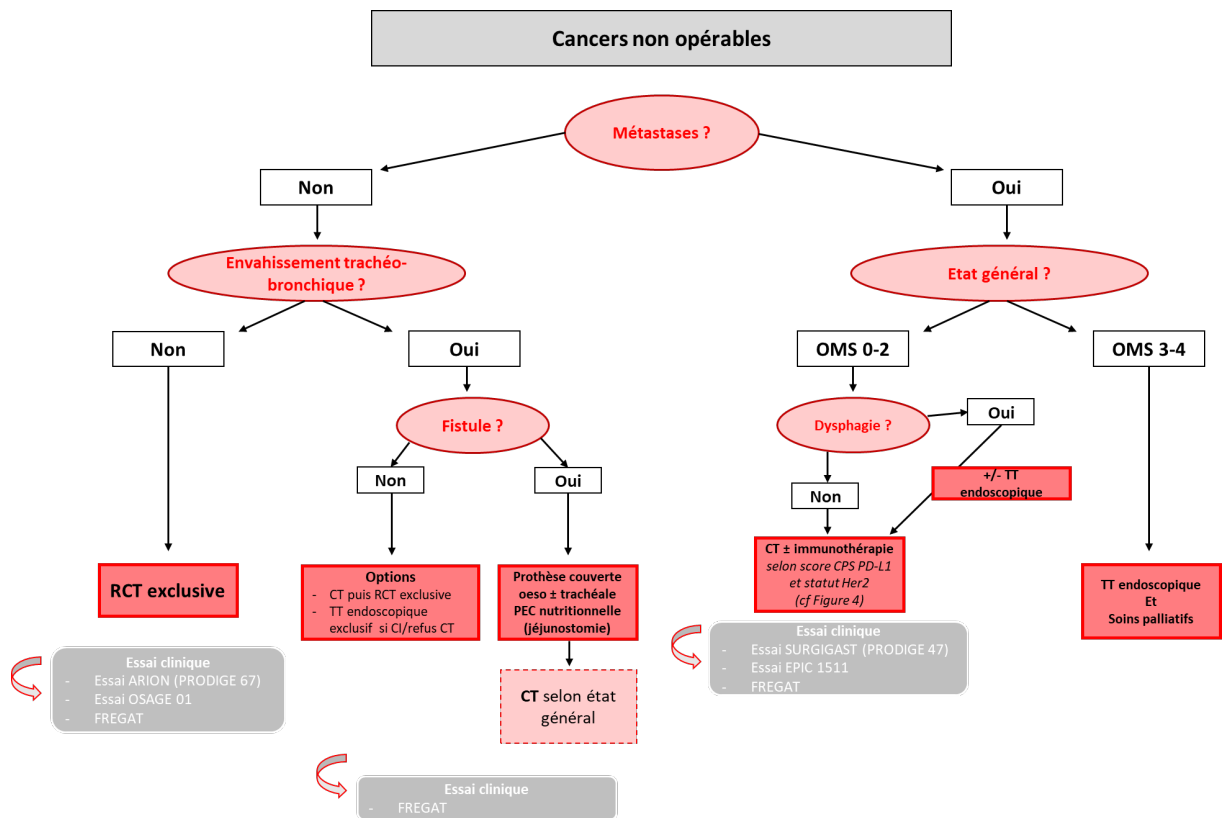 Cancers non opérables
Métastases ?
Non
Oui
Envahissement trachéo-
bronchique ?
Etat général ?
Non
Oui
OMS 0-2
OMS 3-4
Fistule ?
Dysphagie ?
Oui
Non
Oui
+/- TT
endoscopique
Non
RCT exclusive
Options
- CT puis RCT exclusive
- TT endoscopique
exclusif si CI/refus CT
Prothèse couverte
oeso ± trachéale
PEC nutritionnelle
(jéjunostomie)
CT ± immunothérapie
selon score CPS PD-L1
et statut Her2
(cf Figure 4)
TT endoscopique
Et
Soins palliatifs
Essai clinique
- Essai ARION (PRODIGE 67)
- Essai OSAGE 01
- FREGAT
CT selon état
général
Essai clinique
- Essai SURGIGAST (PRODIGE 47)
- Essai EPIC 1511
- FREGAT
Essai clinique
- FREGAT